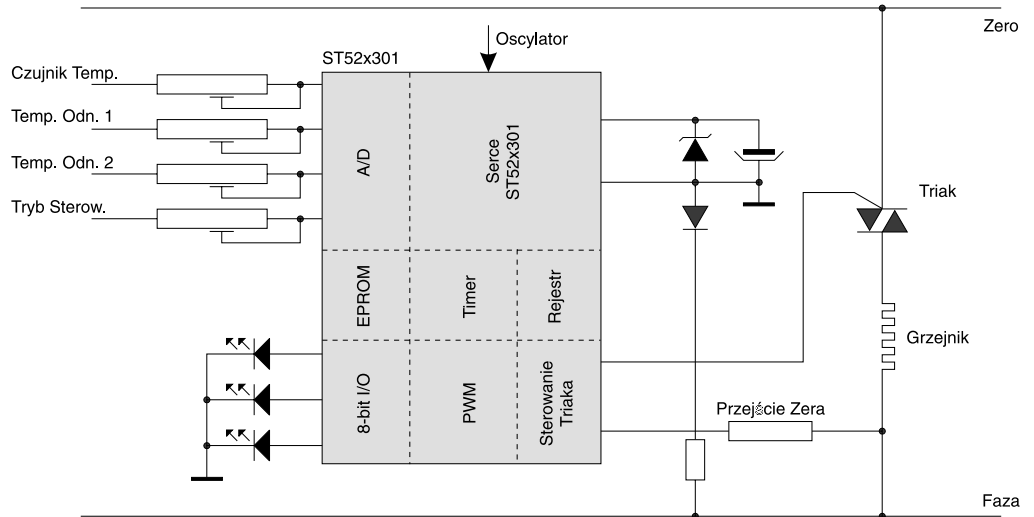 Zero
Oscylator
ST52x301
Czujnik Temp.
Temp. Odn. 1
Temp. Odn. 2
Tryb Sterow.
A/D
Serce
ST52x301
Triak
EPROM
Timer
Rejestr
Grzejnik
8-bit I/O
PWM
Sterowanie
Triaka
Przejście Zera
Faza